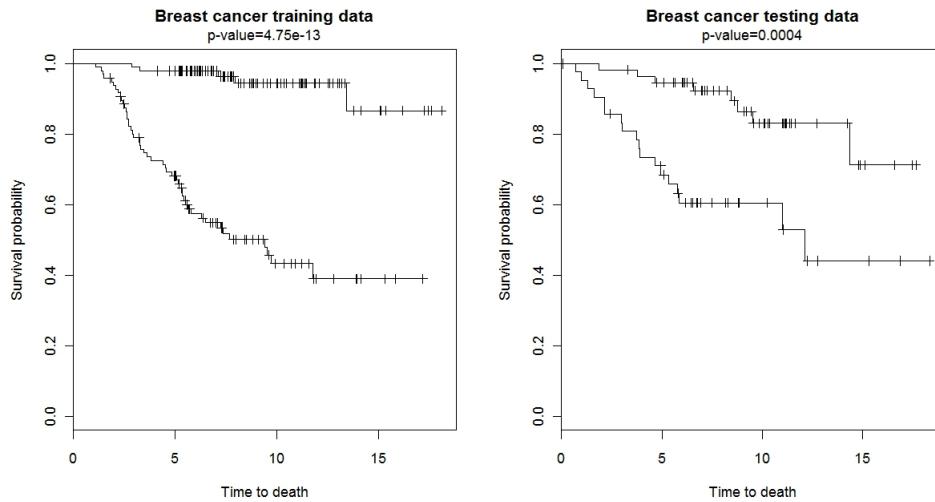 Breast cancer training data
p-value=4.75e-13
Survival probability
1.0
0.8
0.6
0.4
0.2
0.0
0 5 10 15
Time to death
Breast cancer testing data
p-value=0.0004
Survival probability
1.0
0.8
0.6
0.4
0.2
0.0
0 5 10 15
Time to death